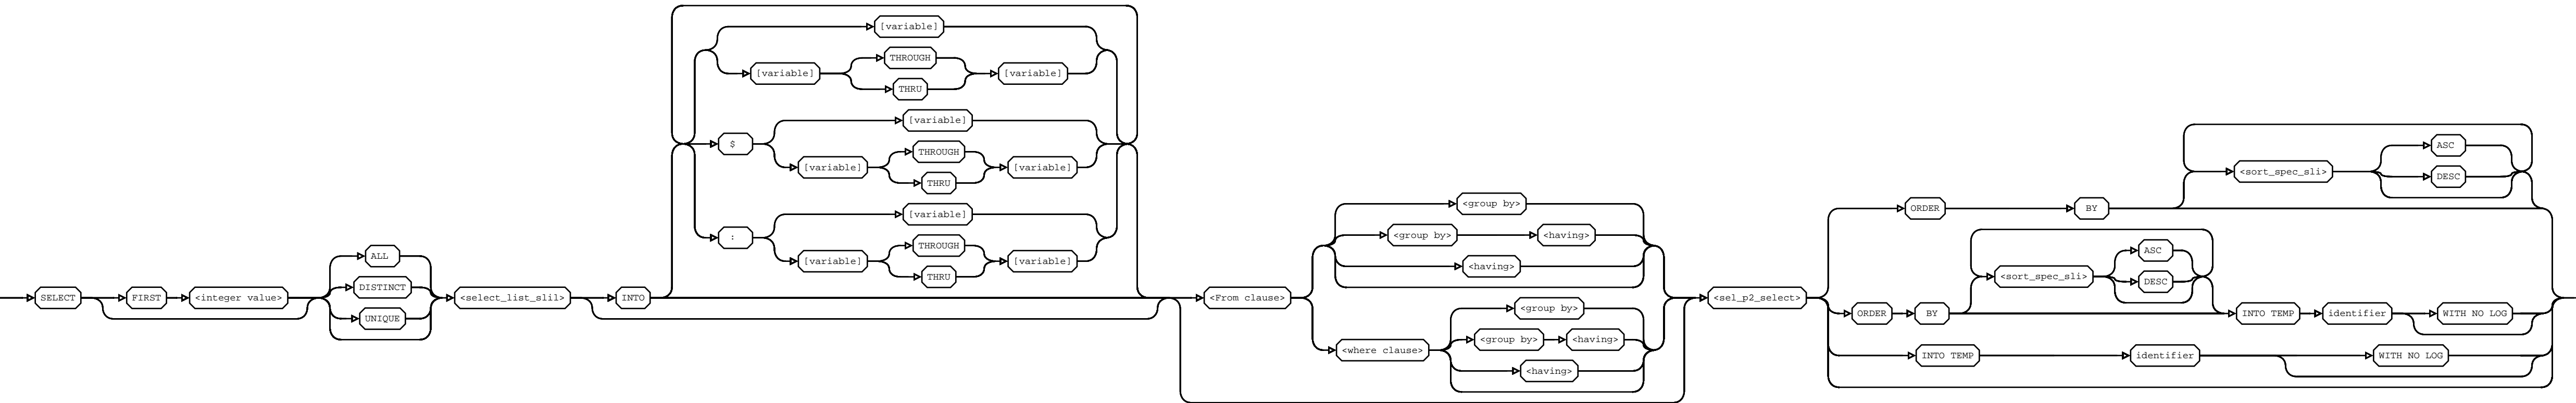 [variable]
[variable] THROUGH [variable]
THRU
[variable]
$ THROUGH
[variable] [variable]
THRU
[variable]
: THROUGH
[variable] [variable]
THRU
SELECT FIRST <integer value>
ALL
DISTINCT
UNIQUE
<select_list_slil> INTO
<From clause>
<group by>
<group by> <having>
<having>
<where clause>
<group by>
<group by> <having>
<having>
<sel_p2_select>
ORDER BY <sort_spec_sli>
ASC
DESC
ORDER BY <sort_spec_sli>
ASC
DESC
INTO TEMP identifier WITH NO LOG
INTO TEMP identifier WITH NO LOG